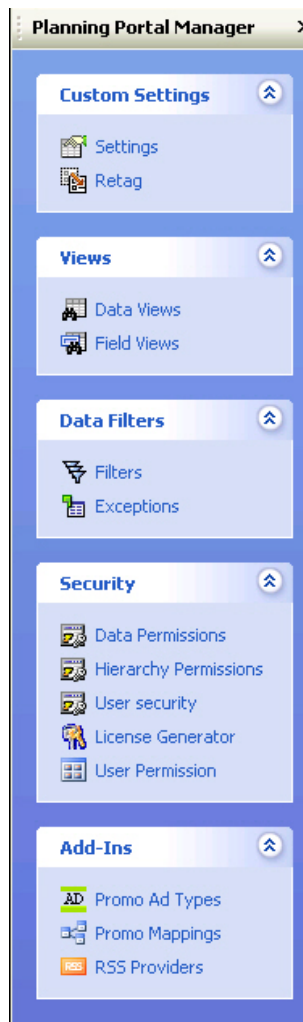 Planning Portal Manager
Custom Settings
Settings
Retag
Views
Data Views
Field Views
Data Filters
Filters
Exceptions
Security
Data Permissions
Hierarchy Permissions
User security
License Generator
User Permission
Add-Ins
AD Promo Ad Types
Promo Mappings
RSS RSS Providers